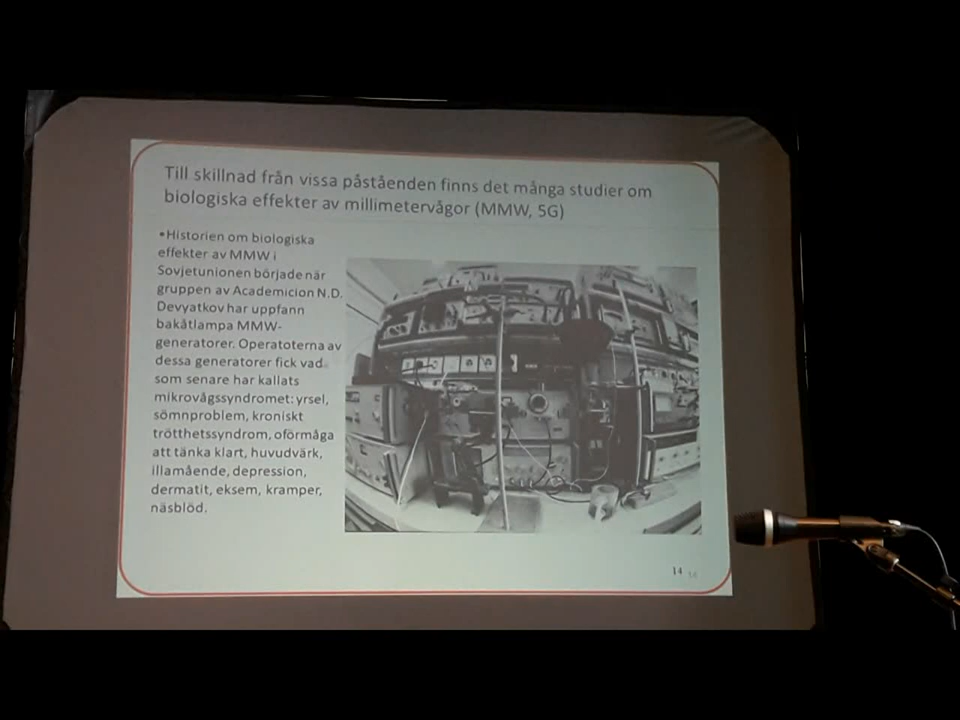 Till skillnad från vissa påståenden finns det många studier om
biologiska effekter av millimetervågor (MMW, 5G)
•Historien om biologiska
effekter av MMW i
Sovjetunionen började när
gruppen av Academicion N.D.
Devyatkov har uppfann
bakåtlampa MMW-
generatorer. Operatoterna av
dessa generatorer fick vad
som senare har kallats
mikrovågssyndromet: yrsel,
sömnproblem, kroniskt
trötthetssyndrom, oförmåga
att tänka klart, huvudvärk,
illamående, depression,
dermatit, eksem, kramper,
näsblöd.
14 14